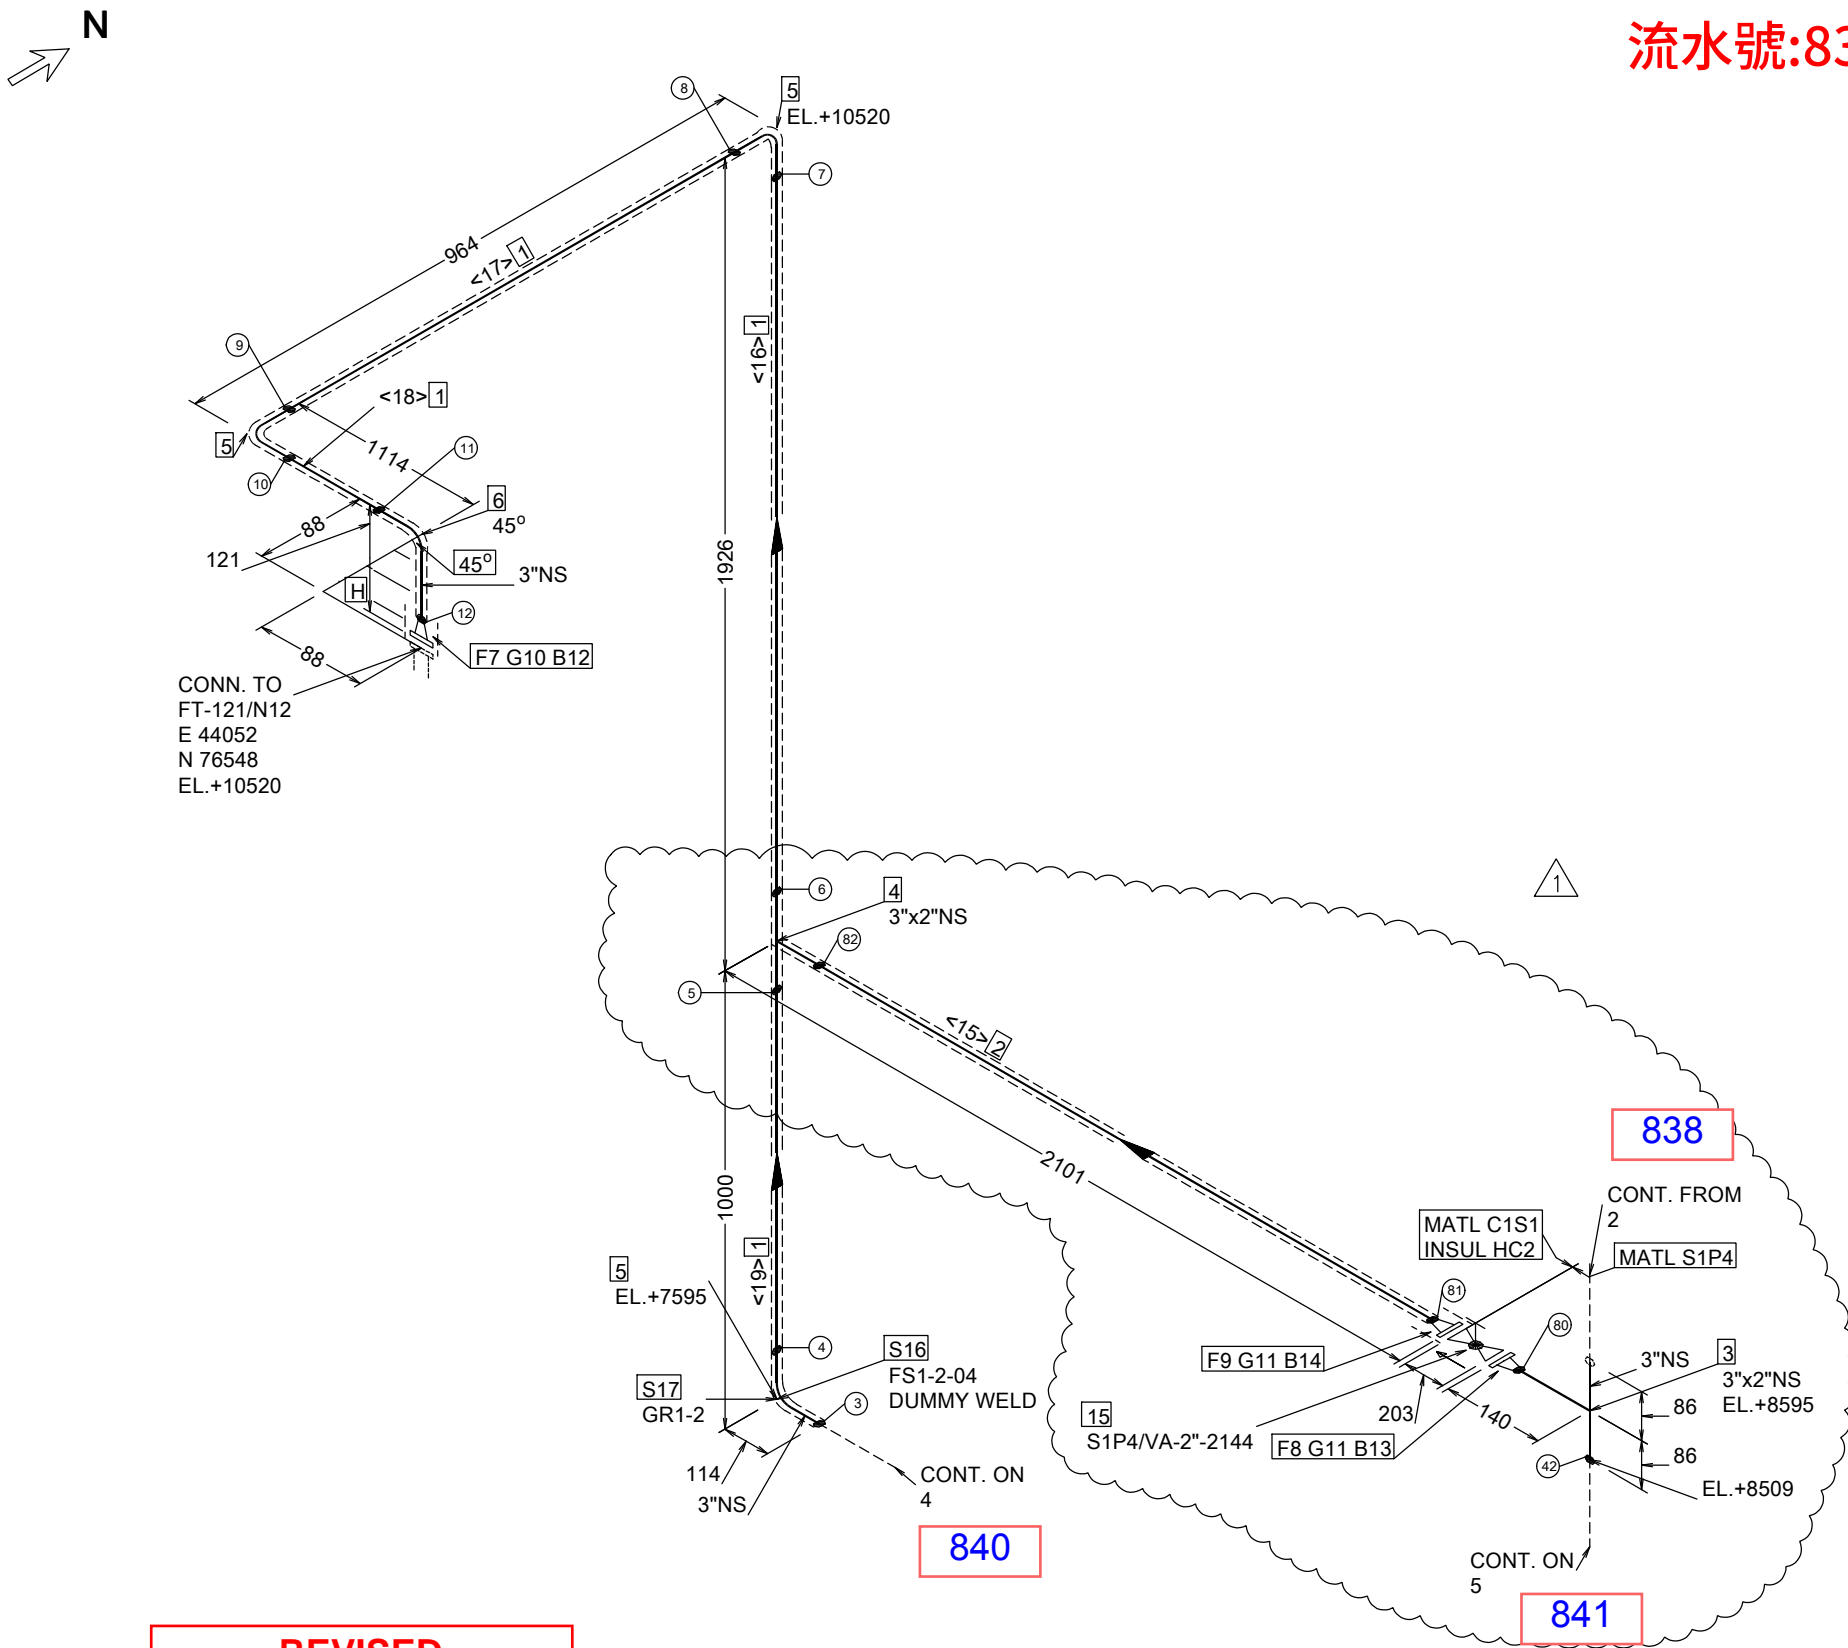 N
流水號:83
8
5
EL.+10520
7
964
<17> 1
<16> 1
9
<18> 1
5
1114
11
10
6
45°
88
121
45°
3"NS
H
12
88
F7 G10 B12
CONN. TO
FT-121/N12
E 44052
N 76548
EL.+10520
1926
6
4
3"x2"NS
1
82
5
<15> 2
2101
838
1000
CONT. FROM
2
MATL C1S1
INSUL HC2
MATL S1P4
5
EL.+7595
<19> 1
81
80
4
S16
FS1-2-04
DUMMY WELD
F9 G11 B14
3"NS
3
3"x2"NS
EL.+8595
S17
GR1-2
3
15
S1P4/VA-2"-2144
203
140
86
F8 G11 B13
86
42
114
3"NS
CONT. ON
4
EL.+8509
840
CONT. ON
5
841